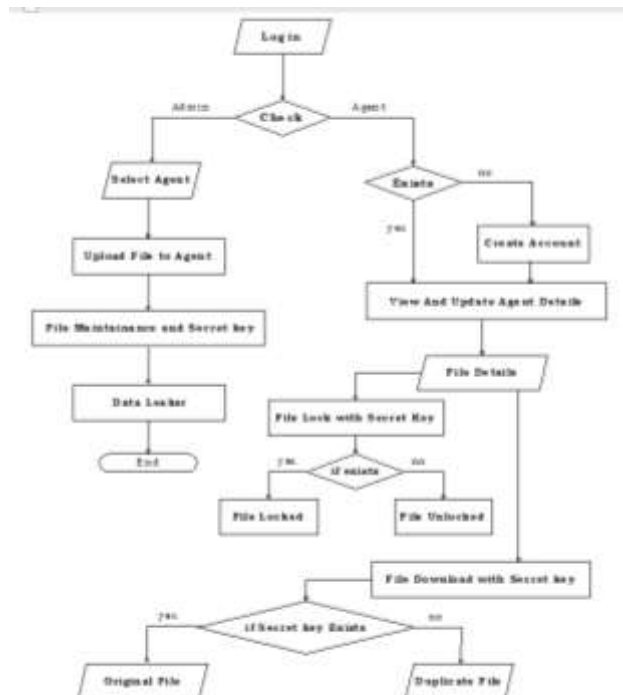 Login
Admin
Agent
Check
Select Agent
Exists
no
yes
Create Account
Upload File to Agent
View And Update Agent Details
File Maintainance and Secret key
File Details
Data Leaker
File Lock with Secret Key
End
yes
if exists
no
File Locked
File Unlocked
File Download with Secret key
yes
if Secret key Exists
no
Original File
Duplicate File